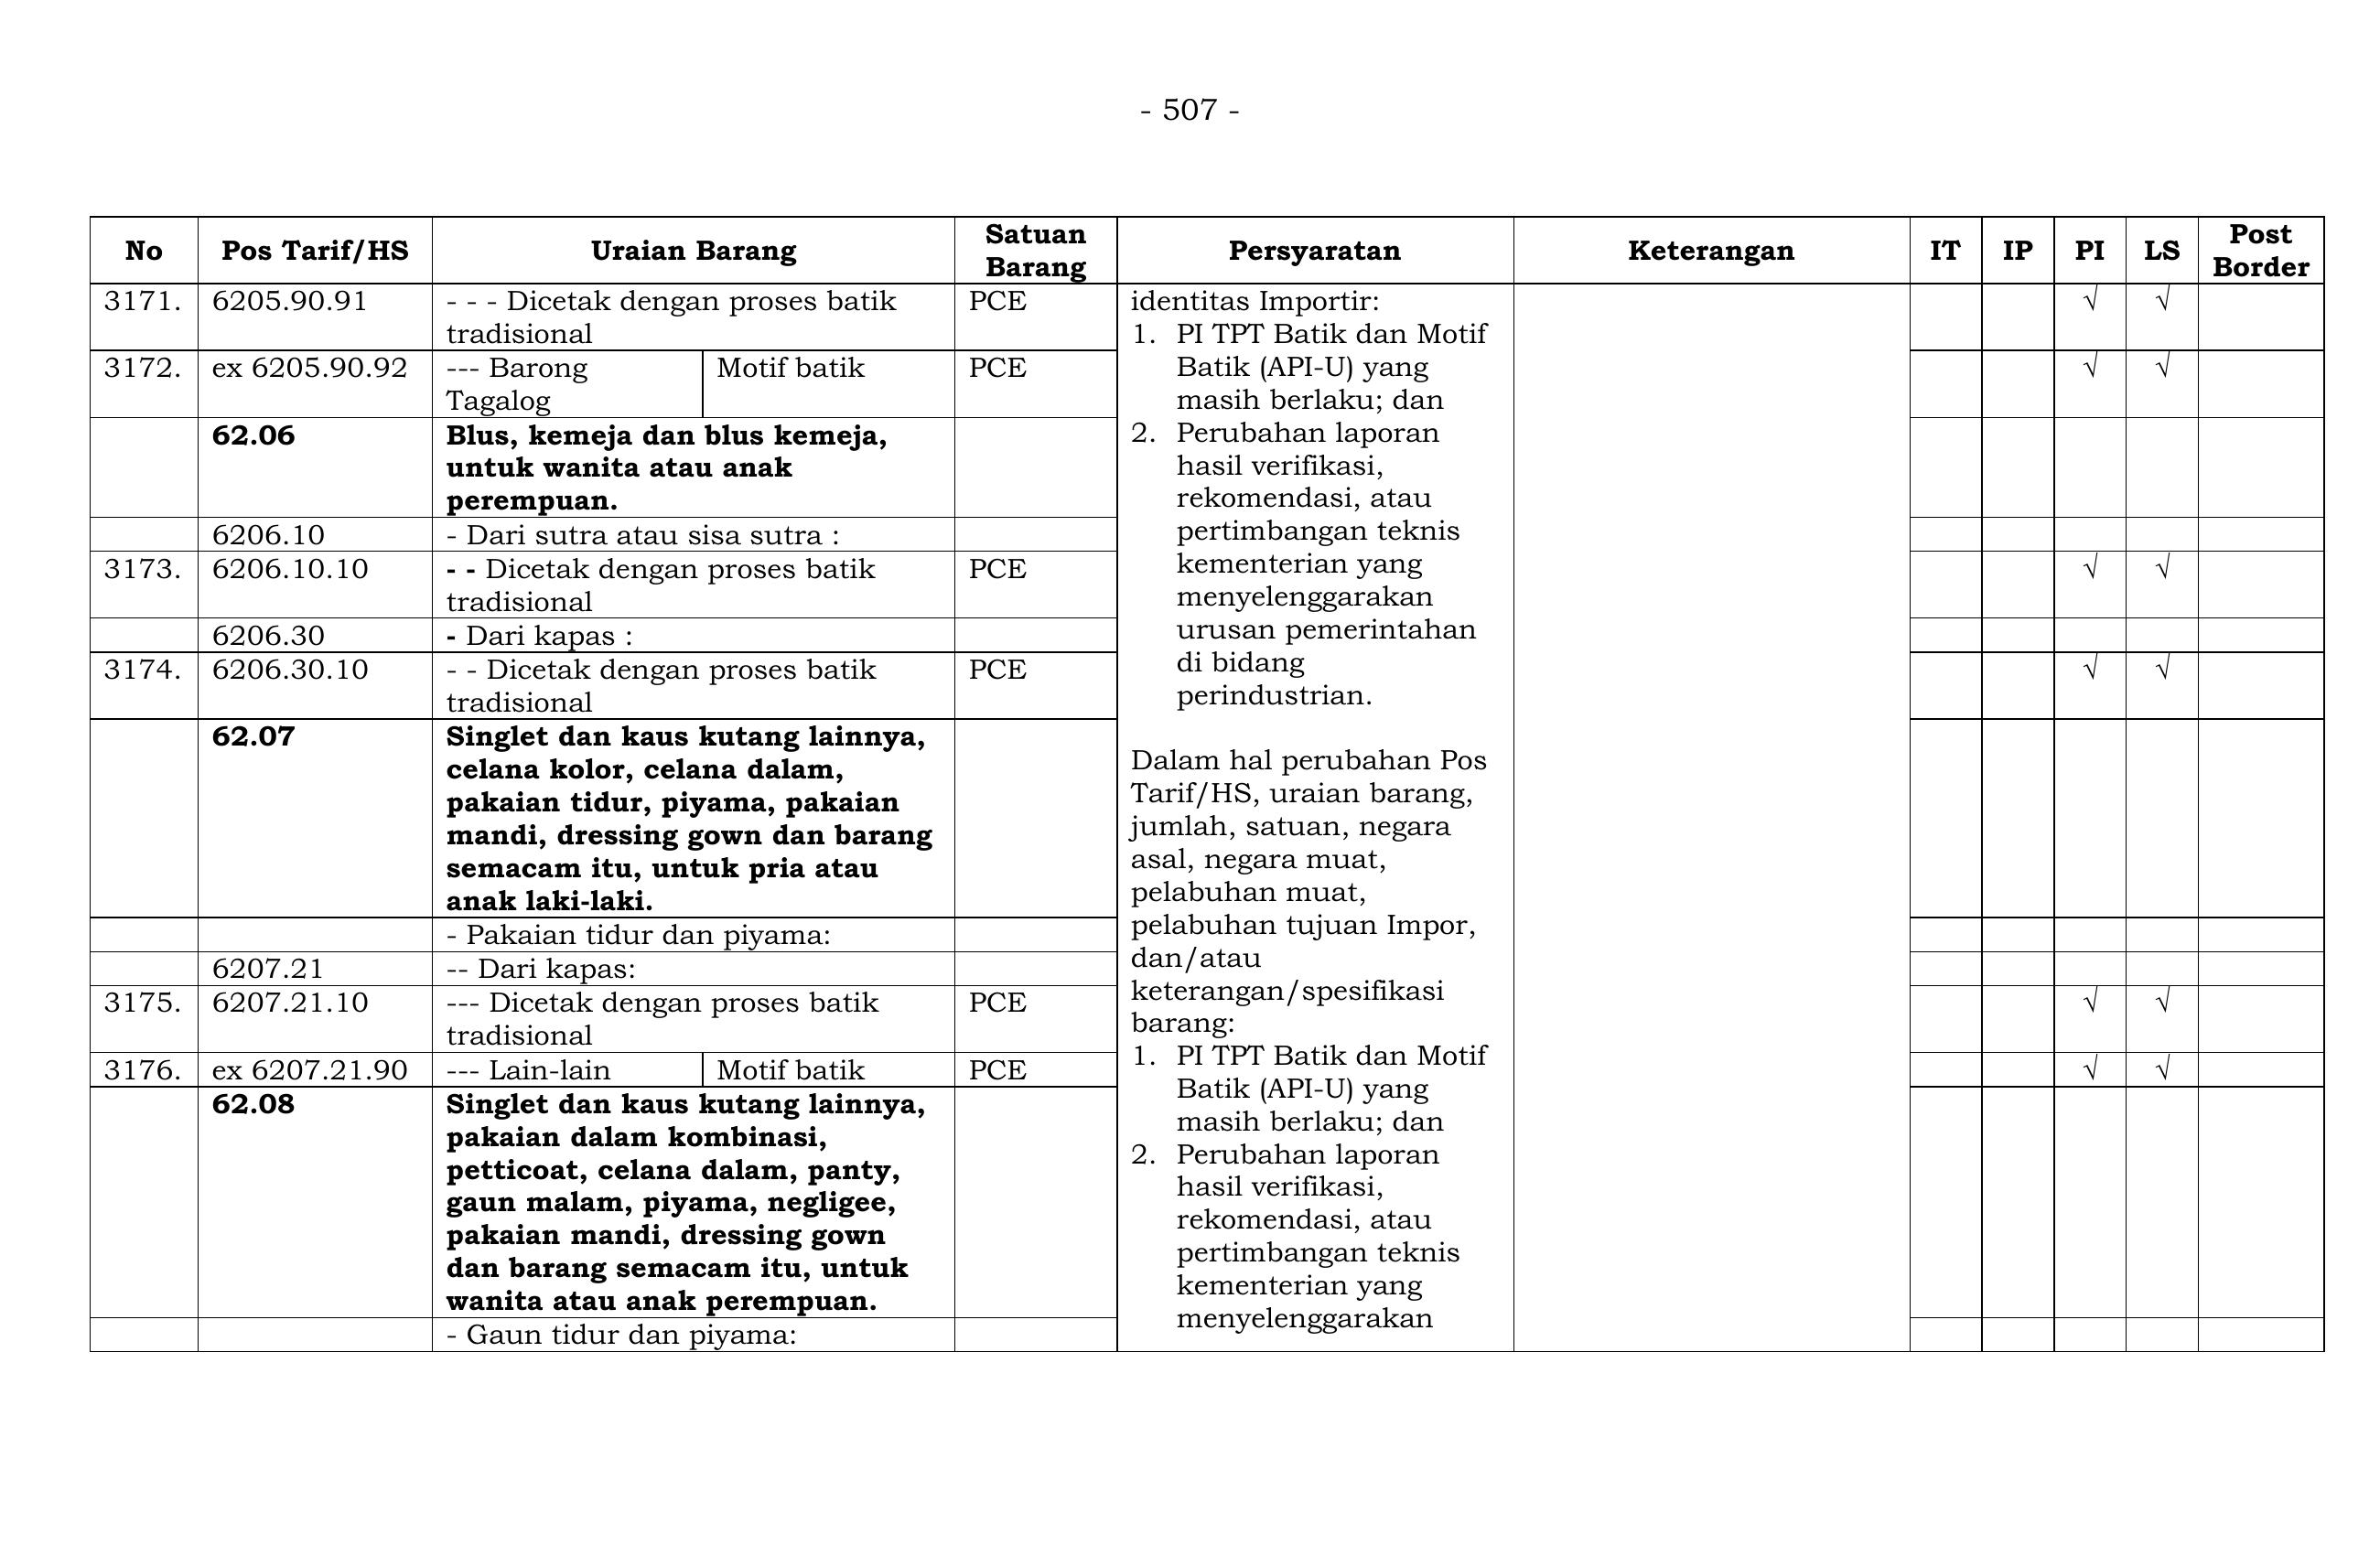 - 507 -
No Pos Tarif/HS Uraian Barang Satuan Barang Persyaratan Keterangan IT IP PI LS Post Border
3171. 6205.90.91 - - - Dicetak dengan proses batik PCE √ √
tradisional
3172. ex 6205.90.92 --- Barong Motif batik PCE √ √
Tagalog
62.06 Blus, kemeja dan blus kemeja,
untuk wanita atau anak
perempuan.
6206.10 - Dari sutra atau sisa sutra :
3173. 6206.10.10 - - Dicetak dengan proses batik PCE √ √
tradisional
6206.30 - Dari kapas :
3174. 6206.30.10 - - Dicetak dengan proses batik PCE √ √
tradisional
62.07 Singlet dan kaus kutang lainnya,
celana kolor, celana dalam,
pakaian tidur, piyama, pakaian
mandi, dressing gown dan barang
semacam itu, untuk pria atau
anak laki-laki.
- Pakaian tidur dan piyama:
6207.21 -- Dari kapas:
3175. 6207.21.10 --- Dicetak dengan proses batik PCE √ √
tradisional
3176. ex 6207.21.90 --- Lain-lain Motif batik PCE √ √
62.08 Singlet dan kaus kutang lainnya,
pakaian dalam kombinasi,
petticoat, celana dalam, panty,
gaun malam, piyama, negligee,
pakaian mandi, dressing gown
dan barang semacam itu, untuk
wanita atau anak perempuan.
- Gaun tidur dan piyama:
identitas Importir:
1. PI TPT Batik dan Motif
Batik (API-U) yang
masih berlaku; dan
2. Perubahan laporan
hasil verifikasi,
rekomendasi, atau
pertimbangan teknis
kementerian yang
menyelenggarakan
urusan pemerintahan
di bidang
perindustrian.
Dalam hal perubahan Pos
Tarif/HS, uraian barang,
jumlah, satuan, negara
asal, negara muat,
pelabuhan muat,
pelabuhan tujuan Impor,
dan/atau
keterangan/spesifikasi
barang:
1. PI TPT Batik dan Motif
Batik (API-U) yang
masih berlaku; dan
2. Perubahan laporan
hasil verifikasi,
rekomendasi, atau
pertimbangan teknis
kementerian yang
menyelenggarakan